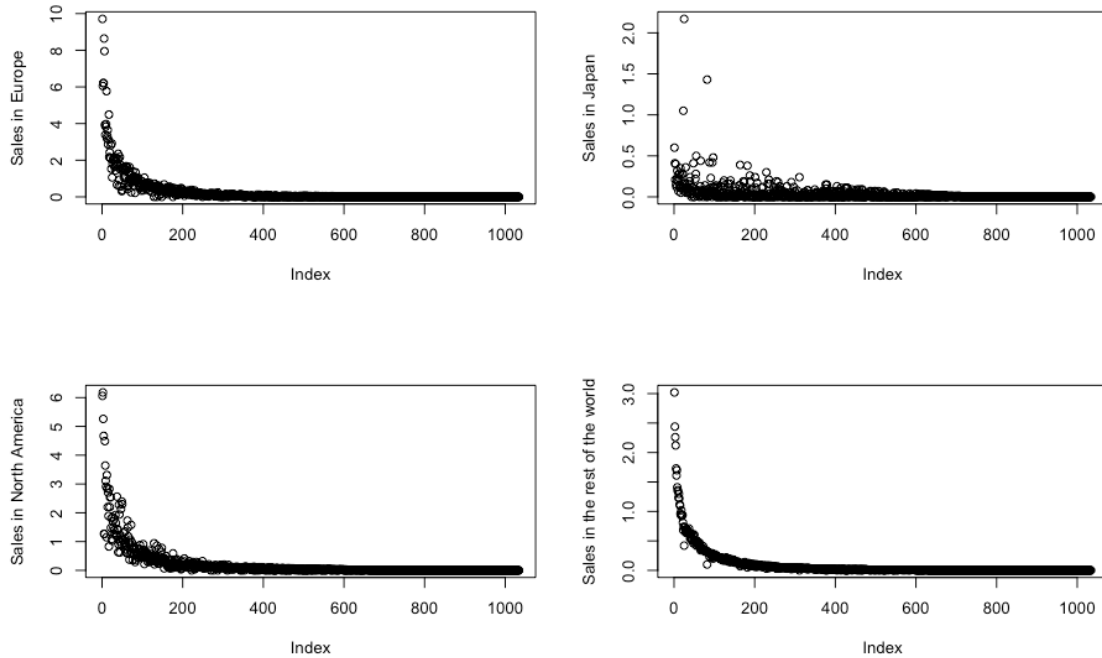 Sales in Europe
10
8
6
4
2
0
0 200 400 600 800 1000
Index
Sales in Japan
2.0
1.5
1.0
0.5
0.0
0 200 400 600 800 1000
Index
Sales in North America
6
5
4
3
2
1
0
0 200 400 600 800 1000
Index
Sales in the rest of the world
3.0
2.0
1.0
0.0
0 200 400 600 800 1000
Index